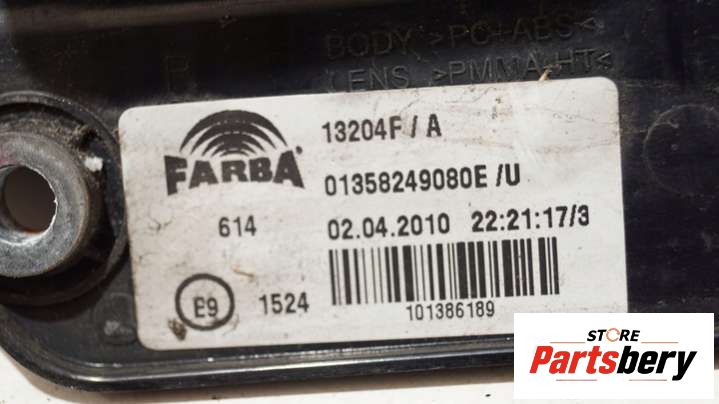 BODY >PC+ABS<
LENS >PMMA-HT<
R
FARBA
13204F / A
01358249080E /U
614
02.04.2010 22:21:17/3
E9
1524
101386189
STORE
Partsbery